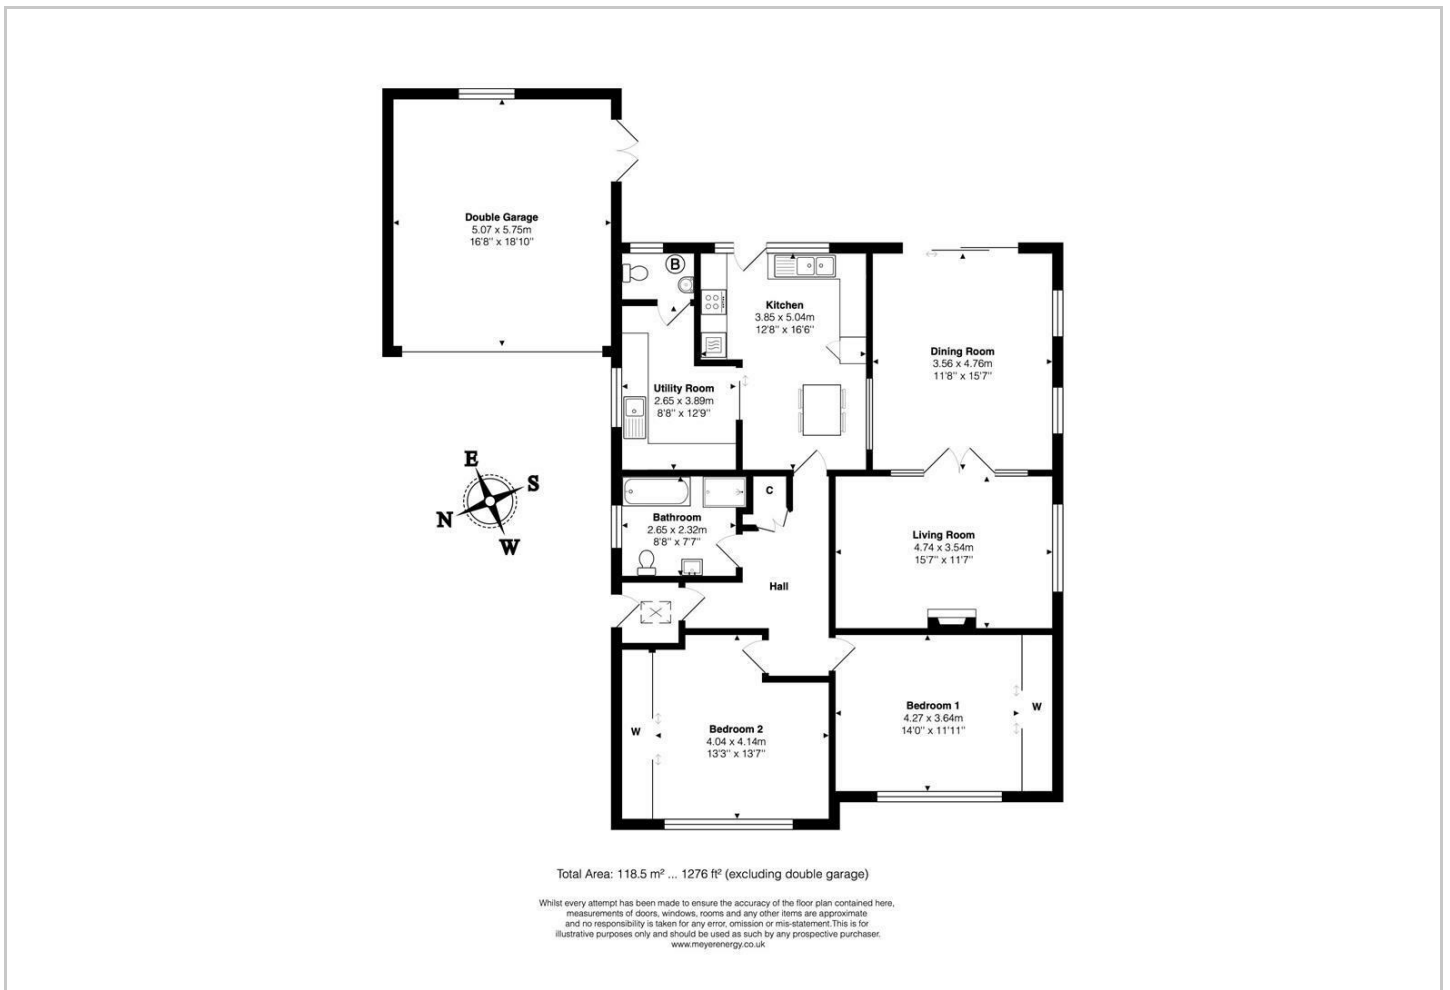 Double Garage
5.07 x 5.75m
16'8" x 18'10"
B
Kitchen
3.85 x 5.04m
12'8" x 16'6"
Dining Room
3.56 x 4.76m
11'8" x 15'7"
Utility Room
2.65 x 3.89m
8'8" x 12'9"
E
S
N
W
C
Bathroom
2.65 x 2.32m
8'8" x 7'7"
Living Room
4.74 x 3.54m
15'7" x 11'7"
Hall
Bedroom 1
4.27 x 3.64m
14'0" x 11'11"
W
Bedroom 2
4.04 x 4.14m
13'3" x 13'7"
W
Total Area: 118.5 m² ... 1276 ft² (excluding double garage)
Whilst every attempt has been made to ensure the accuracy of the floor plan contained here,
measurements of doors, windows, rooms and any other items are approximate
and no responsibility is taken for any error, omission or mis-statement.This is for
illustrative purposes only and should be used as such by any prospective purchaser.
www.meyerenergy.co.uk